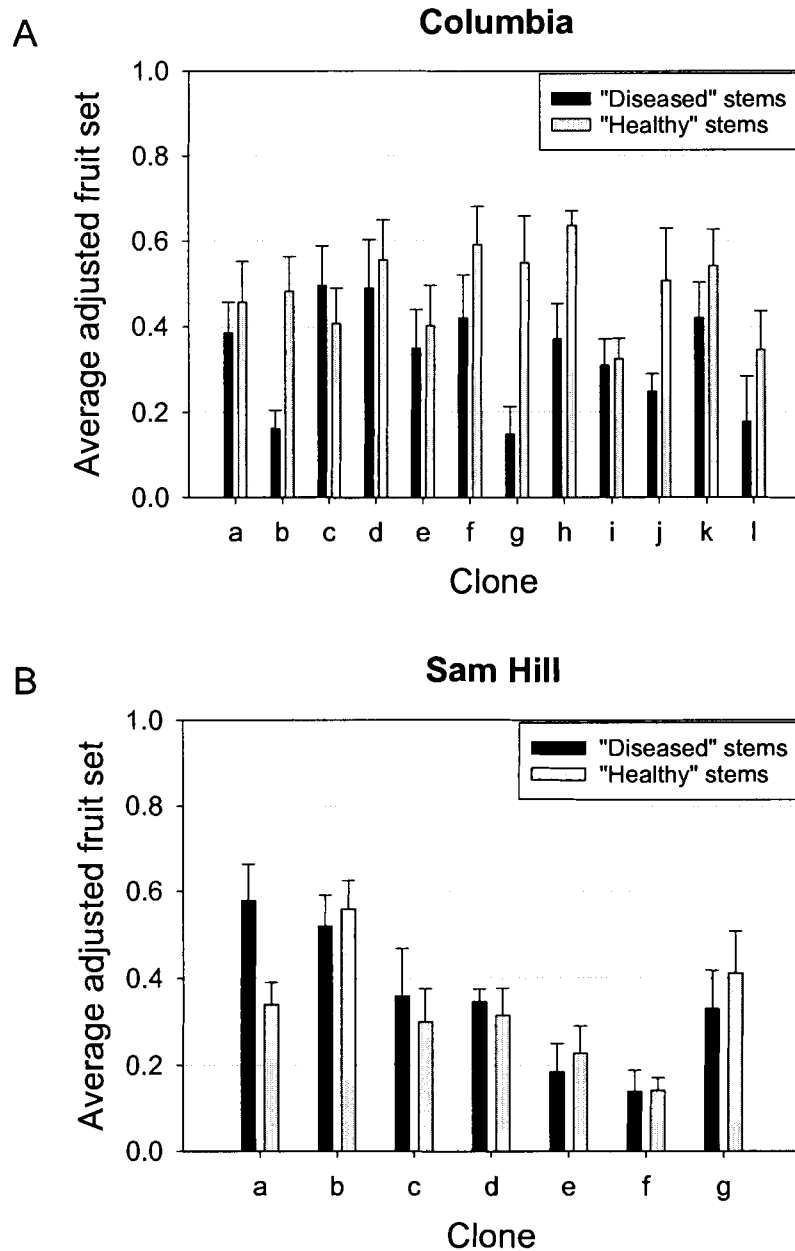 A
Columbia
"Diseased" stems
"Healthy" stems
Average adjusted fruit set
1.0
0.8
0.6
0.4
0.2
0.0
a b c d e f g h i j k l
Clone
B
Sam Hill
"Diseased" stems
"Healthy" stems
Average adjusted fruit set
1.0
0.8
0.6
0.4
0.2
0.0
a b c d e f g
Clone